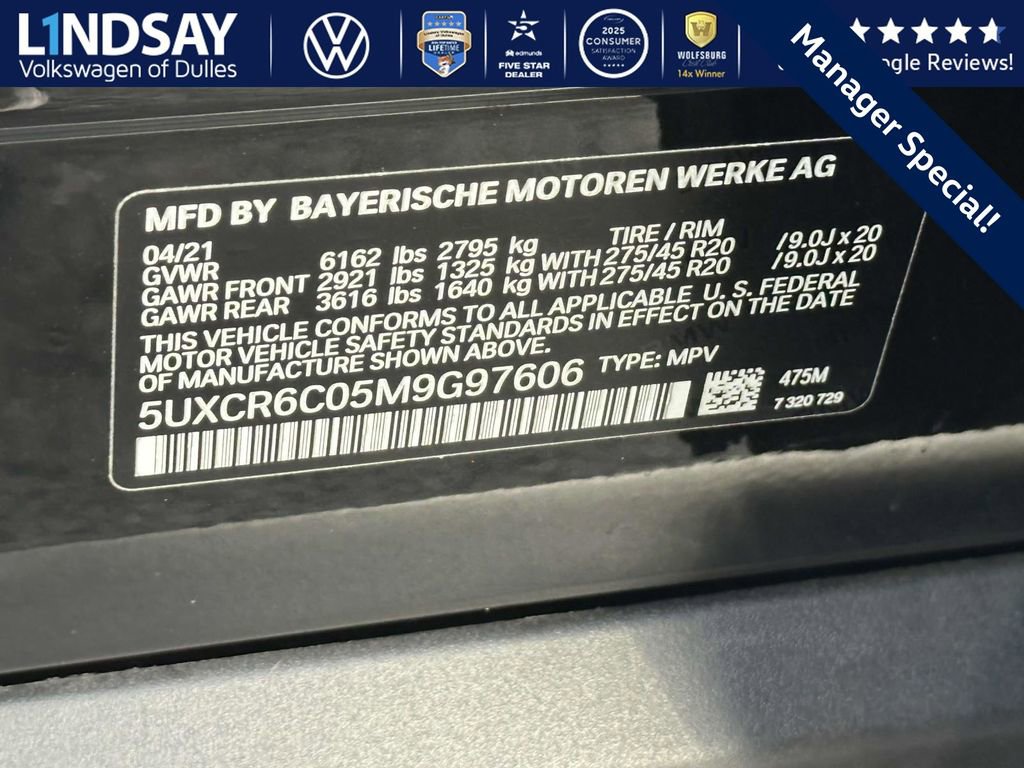 L1NDSAY
Volkswagen of Dulles
LIFETIME
edmunds
FIVE STAR
DEALER
2025
CONSUMER
SATISFACTION
AWARD
WOLFSBURG
14x Winner
ogle Reviews!
Manager Special!
MFD BY BAYERISCHE MOTOREN WERKE AG
04/21 TIRE / RIM
GVWR 6162 lbs 2795 kg
GAWR FRONT 2921 lbs 1325 kg WITH 275/45 R20 /9.0J x 20
GAWR REAR 3616 lbs 1640 kg WITH 275/45 R20 /9.0J x 20
THIS VEHICLE CONFORMS TO ALL APPLICABLE U. S. FEDERAL
MOTOR VEHICLE SAFETY STANDARDS IN EFFECT ON THE DATE
OF MANUFACTURE SHOWN ABOVE.
5UXCR6C05M9G97606 TYPE: MPV
475M
7 320 729